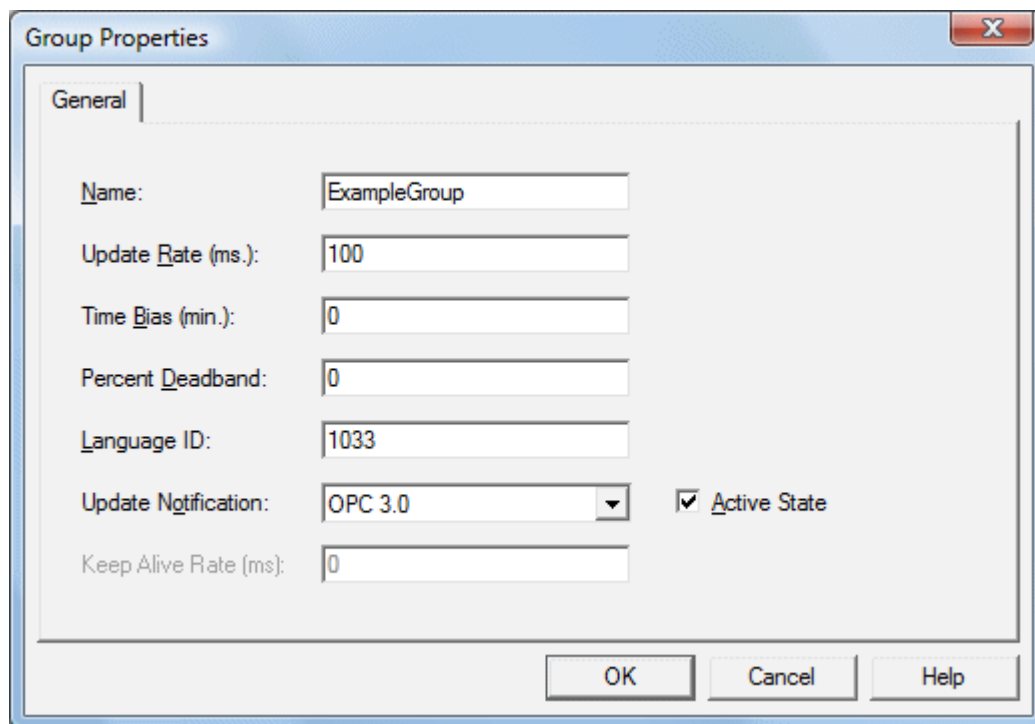 Group Properties
General
Name: ExampleGroup
Update Rate (ms.): 100
Time Bias (min.): 0
Percent Deadband: 0
Language ID: 1033
Update Notification: OPC 3.0 Active State
Keep Alive Rate (ms): 0
OK Cancel Help